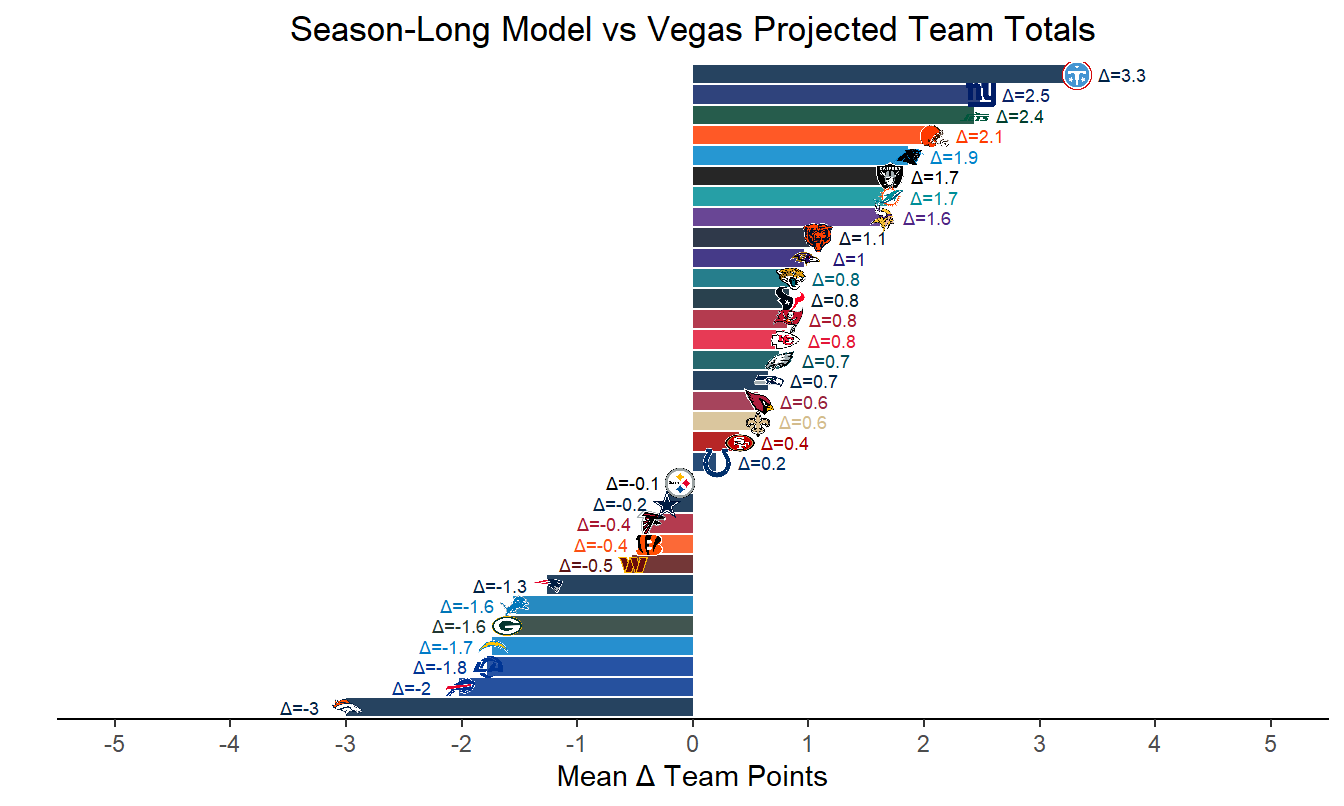 Season-Long Model vs Vegas Projected Team Totals
Δ=3.3
ny Δ=2.5
Δ=2.4
Δ=2.1
Δ=1.9
Δ=1.7
Δ=1.7
Δ=1.6
Δ=1.1
Δ=1
Δ=0.8
Δ=0.8
Δ=0.8
Δ=0.8
Δ=0.7
Δ=0.7
Δ=0.6
Δ=0.6
Δ=0.4
Δ=0.2
Δ=-0.1
Δ=-0.2
Δ=-0.4
Δ=-0.4 B
Δ=-0.5 W
Δ=-1.3
Δ=-1.6
Δ=-1.6 G
Δ=-1.7
Δ=-1.8
Δ=-2
Δ=-3
-5 -4 -3 -2 -1 0 1 2 3 4 5
Mean Δ Team Points